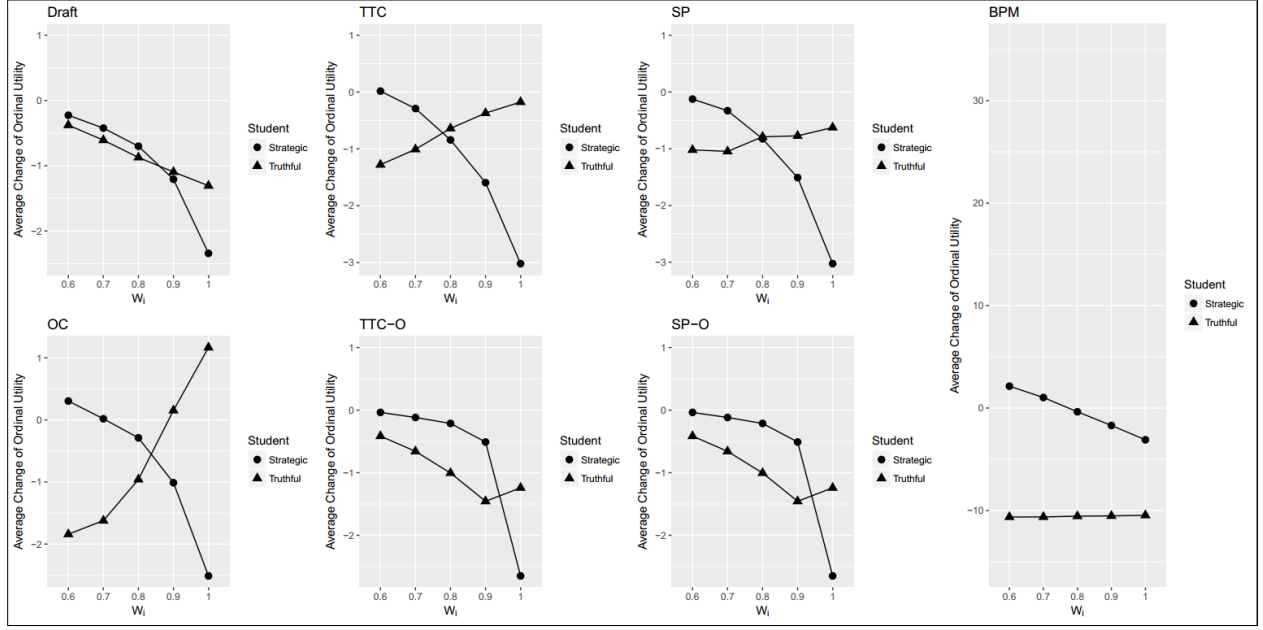 Draft
Average Change of Ordinal Utility
1
0
−1
−2
0.6 0.7 0.8 0.9 1
Wi
Student
Strategic
Truthful
TTC
Average Change of Ordinal Utility
1
0
−1
−2
−3
0.6 0.7 0.8 0.9 1
Wi
Student
Strategic
Truthful
SP
Average Change of Ordinal Utility
1
0
−1
−2
−3
0.6 0.7 0.8 0.9 1
Wi
Student
Strategic
Truthful
BPM
Average Change of Ordinal Utility
30
20
10
0
−10
0.6 0.7 0.8 0.9 1
Wi
Student
Strategic
Truthful
OC
Average Change of Ordinal Utility
1
0
−1
−2
0.6 0.7 0.8 0.9 1
Wi
Student
Strategic
Truthful
TTC−O
Average Change of Ordinal Utility
1
0
−1
−2
0.6 0.7 0.8 0.9 1
Wi
Student
Strategic
Truthful
SP−O
Average Change of Ordinal Utility
1
0
−1
−2
0.6 0.7 0.8 0.9 1
Wi
Student
Strategic
Truthful